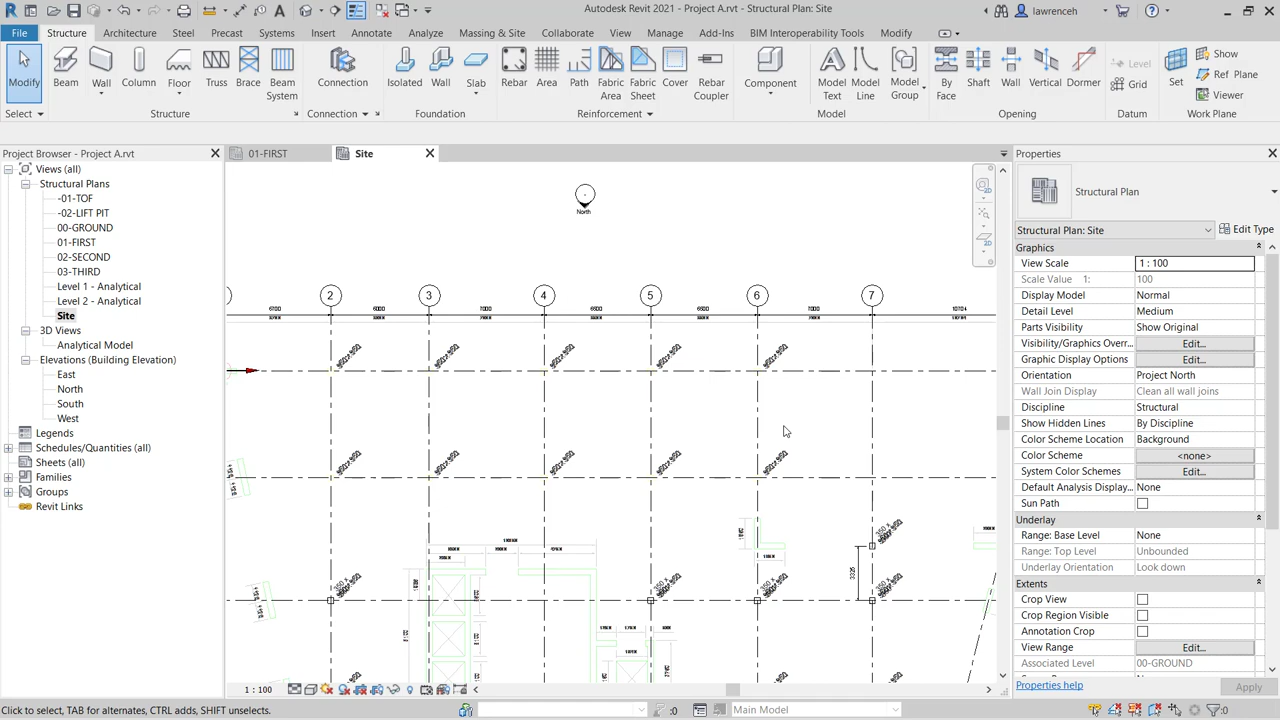 Autodesk Revit 2021 - Project A.rvt - Structural Plan: Site
lawrenceh
File Structure Architecture Steel Precast Systems Insert Annotate Analyze Massing & Site Collaborate View Manage Add-Ins BIM Interoperability Tools Modify
Modify Beam Wall Column Floor Truss Brace Beam System Connection Isolated Wall Slab Rebar Area Path Fabric Area Fabric Sheet Cover Rebar Coupler Component Model Text Model Line Model Group By Face Shaft Wall Vertical Dormer Level Grid Set Show Ref Plane Viewer
Select Structure Connection Foundation Reinforcement Model Opening Datum Work Plane
Project Browser - Project A.rvt
Views (all)
Structural Plans
-01-TOF
-02-LIFT PIT
00-GROUND
01-FIRST
02-SECOND
03-THIRD
Level 1 - Analytical
Level 2 - Analytical
Site
3D Views
Analytical Model
Elevations (Building Elevation)
East
North
South
West
Legends
Schedules/Quantities (all)
Sheets (all)
Families
Groups
Revit Links
01-FIRST
Site
North
2 3 4 5 6 7
6700 6000 7000 6600 6600 7000 10704
1 : 100
Properties
Structural Plan
Structural Plan: Site
Edit Type
Graphics
View Scale 1 : 100
Scale Value 1: 100
Display Model Normal
Detail Level Medium
Parts Visibility Show Original
Visibility/Graphics Overr... Edit...
Graphic Display Options Edit...
Orientation Project North
Wall Join Display Clean all wall joins
Discipline Structural
Show Hidden Lines By Discipline
Color Scheme Location Background
Color Scheme <none>
System Color Schemes Edit...
Default Analysis Display... None
Sun Path
Underlay
Range: Base Level None
Range: Top Level Unbounded
Underlay Orientation Look down
Extents
Crop View
Crop Region Visible
Annotation Crop
View Range Edit...
Associated Level 00-GROUND
Properties help
Apply
Click to select, TAB for alternates, CTRL adds, SHIFT unselects.
:0
Main Model
:0